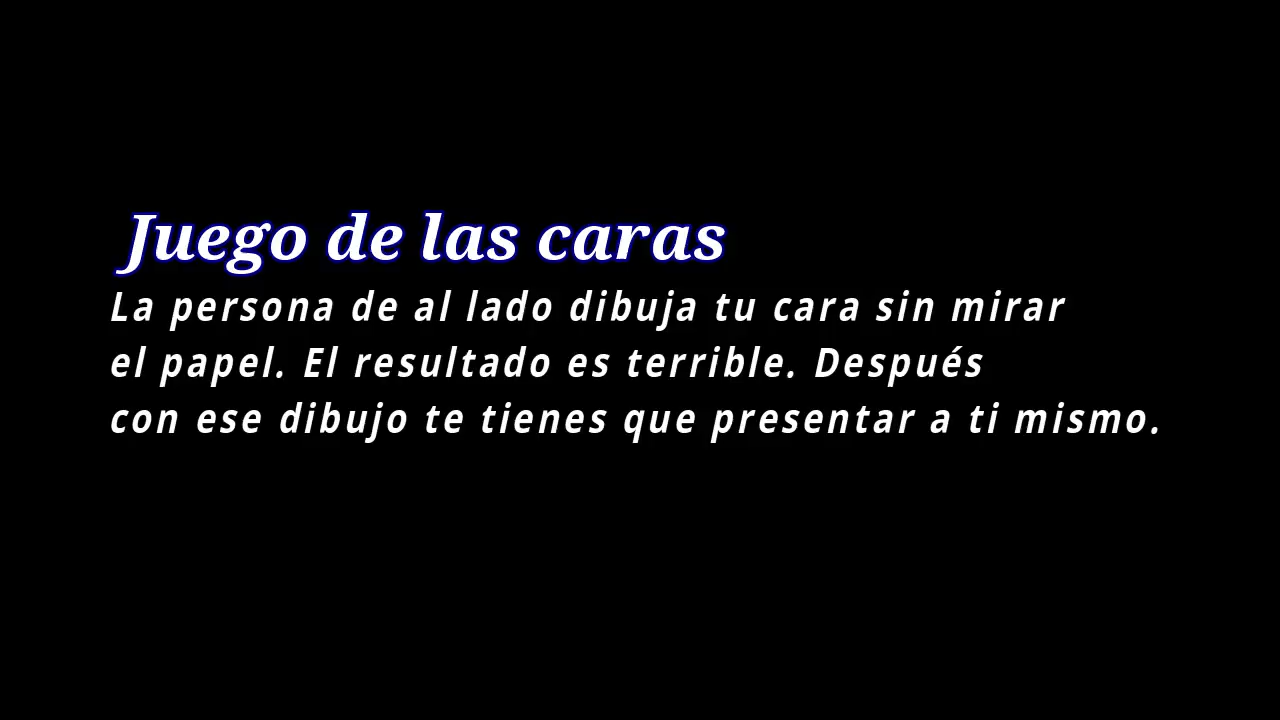 Juego de las caras
La persona de al lado dibuja tu cara sin mirar
el papel. El resultado es terrible. Después
con ese dibujo te tienes que presentar a ti mismo.